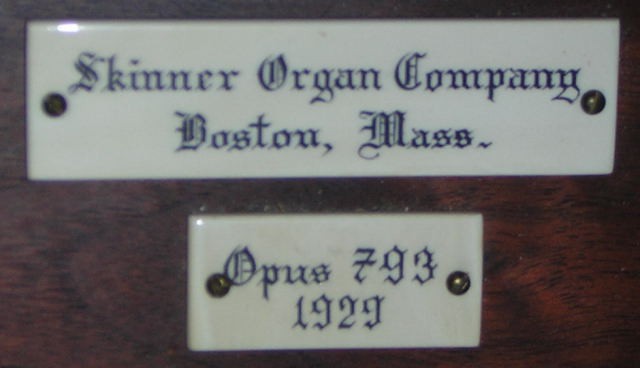 Skinner Organ Company
Boston, Mass.
Opus 793
1929